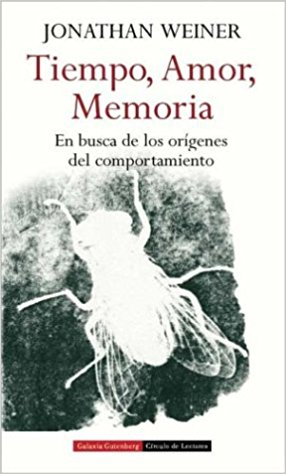 JONATHAN WEINER
Tiempo, Amor,
Memoria
En busca de los orígenes
del comportamiento
Galaxia Gutenberg Círculo de Lectores